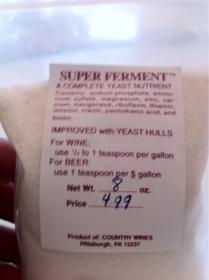 SUPER FERMENT™
A COMPLETE YEAST NUTRIENT
Contains: sodium phosphate, ammo-
nium sulfate, magnesium, zinc, cal-
cium, manganese, riboflavin, thiamin,
inositol, niacin, pantothenic acid, and
biotin.
IMPROVED with YEAST HULLS
For WINE:
use ½ to 1 teaspoon per gallon
For BEER:
use 1 teaspoon per 5 gallon
Net Wt. 8 oz.
Price 4.99
Product of: COUNTRY WINES
Pittsburgh, PA 15237